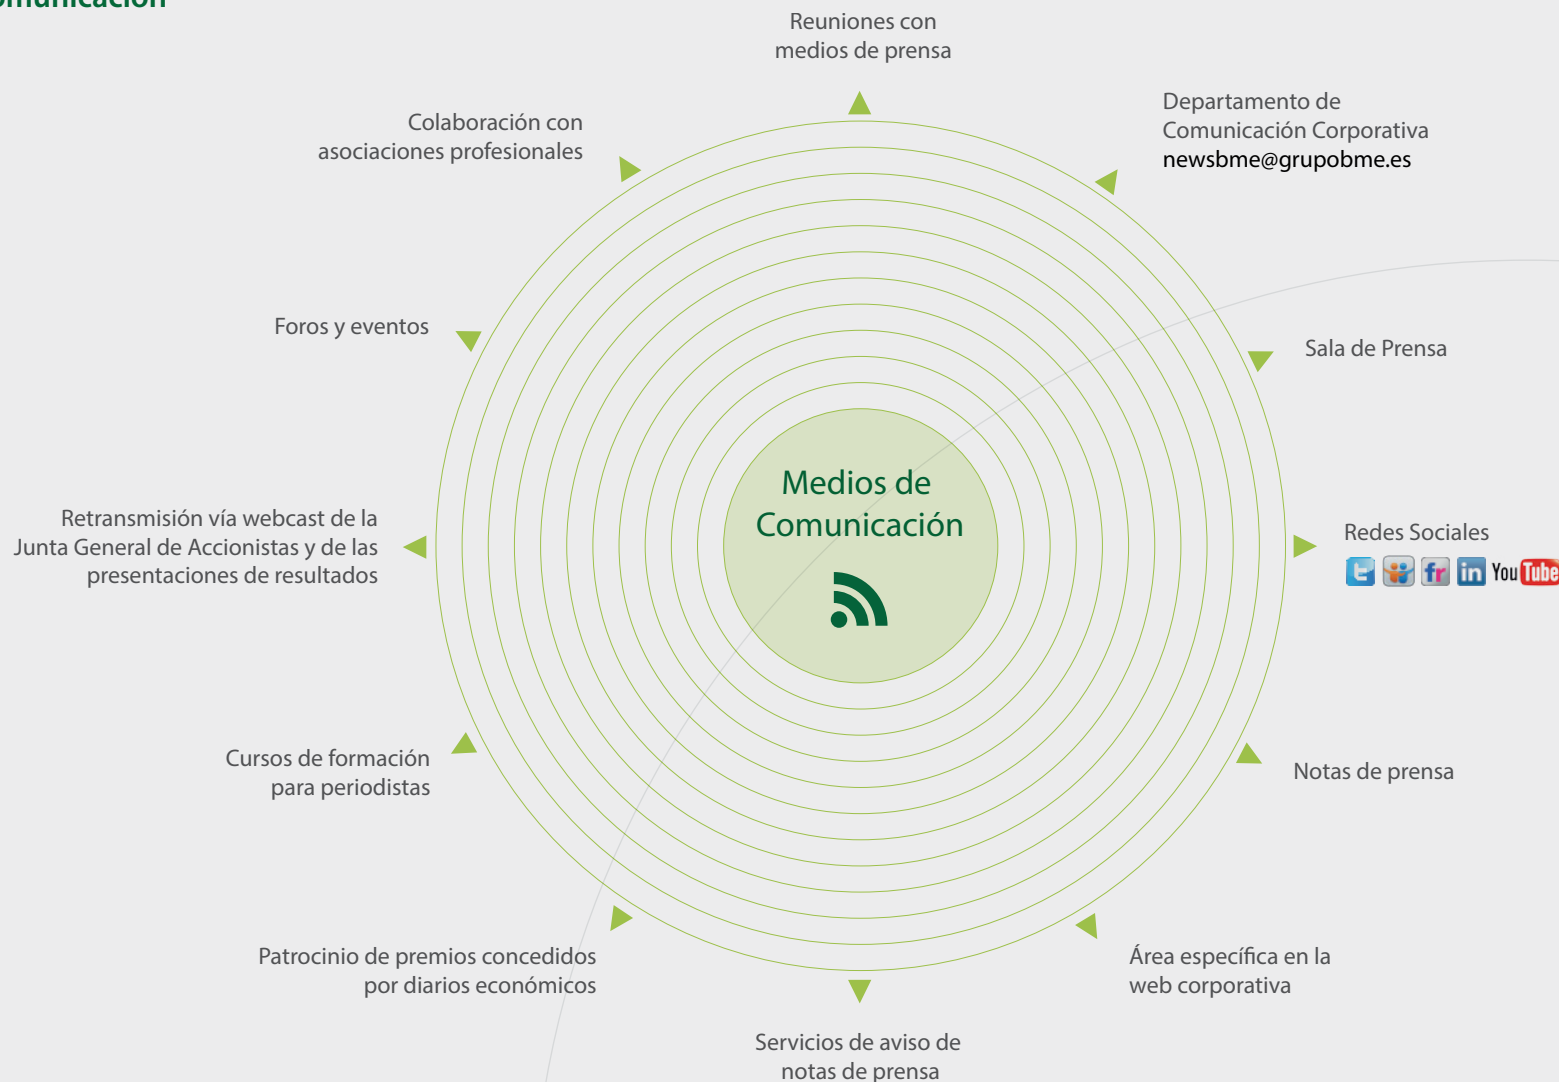 omunicación
Reuniones con
medios de prensa
Departamento de
Comunicación Corporativa
newsbme@grupobme.es
Colaboración con
asociaciones profesionales
Foros y eventos
Sala de Prensa
Medios de
Comunicación
Retransmisión vía webcast de la
Junta General de Accionistas y de las
presentaciones de resultados
Redes Sociales
t fr in You Tube
Cursos de formación
para periodistas
Notas de prensa
Patrocinio de premios concedidos
por diarios económicos
Área específica en la
web corporativa
Servicios de aviso de
notas de prensa